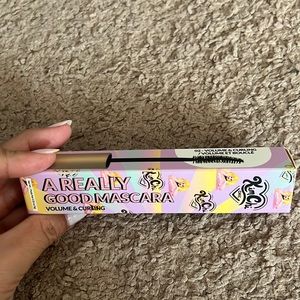 02 - VOLUME & CURLING
/ VOLUME ET BOUCLE
A REALLY
GOOD MASCARA
VOLUME & CURLING